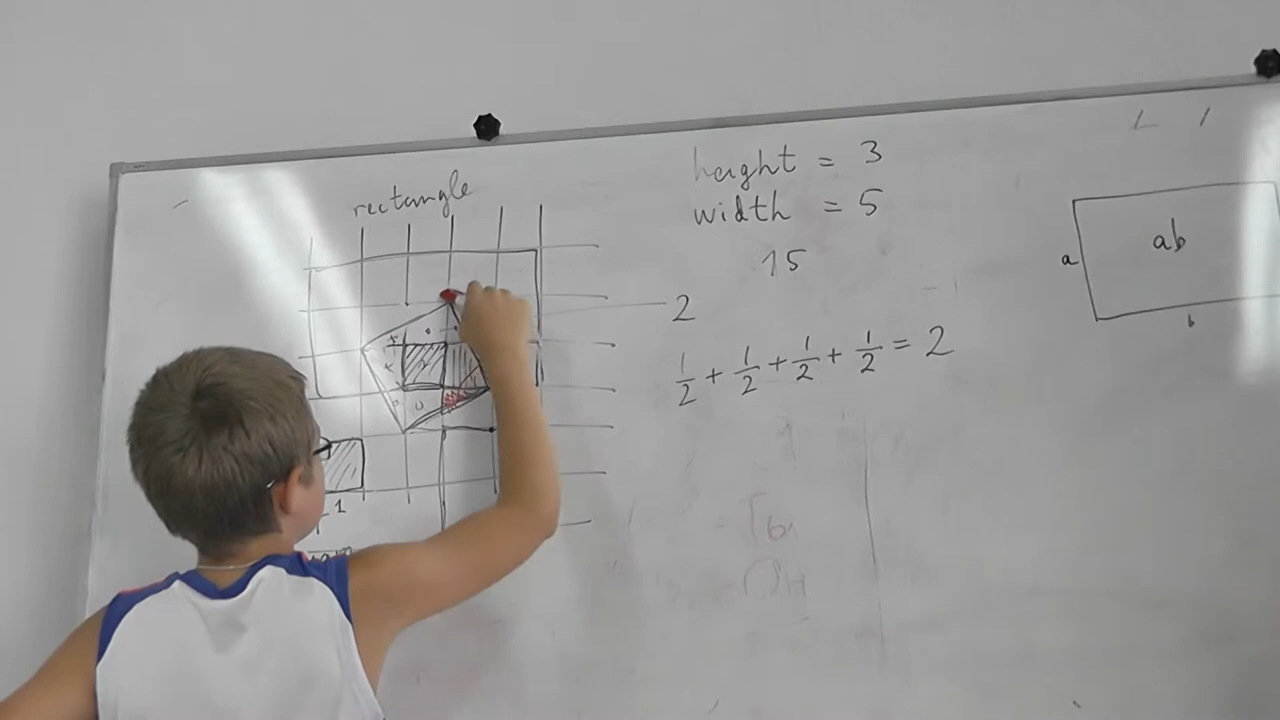 rectangle
height = 3
width = 5
15
2
1/2 + 1/2 + 1/2 + 1/2 = 2
1
ab
a
b